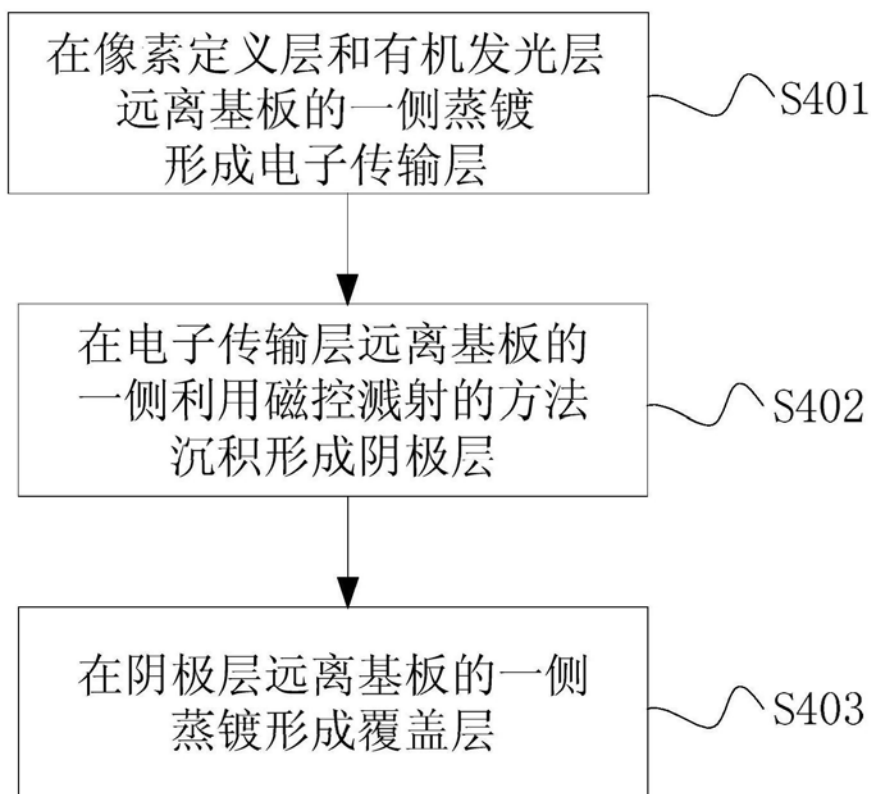 在像素定义层和有机发光层
远离基板的一侧蒸镀
形成电子传输层
S401
在电子传输层远离基板的
一侧利用磁控溅射的方法
沉积形成阴极层
S402
在阴极层远离基板的一侧
蒸镀形成覆盖层
S403